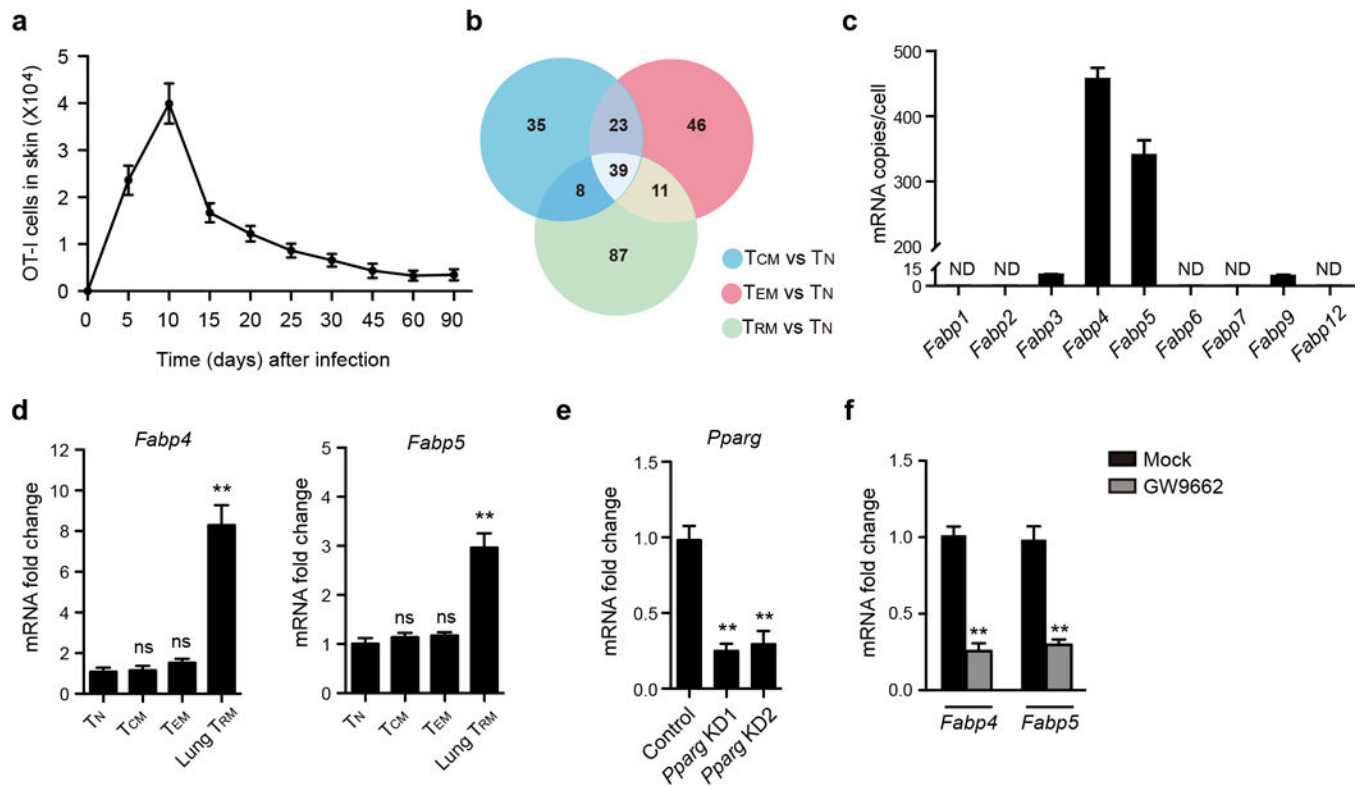 a
OT-I cells in skin (X10⁴)
5
4
3
2
1
0
0 5 10 15 20 25 30 45 60 90
Time (days) after infection
b
35 23 46
39
8 11
87
TCM vs TN
TEM vs TN
TRM vs TN
c
mRNA copies/cell
500
400
300
200
15
0
ND ND ND ND ND
Fabp1 Fabp2 Fabp3 Fabp4 Fabp5 Fabp6 Fabp7 Fabp9 Fabp12
d
Fabp4
mRNA fold change
12
10
8
6
4
2
0
ns ns **
TN TCM TEM Lung TRM
Fabp5
mRNA fold change
5
4
3
2
1
0
ns ns **
TN TCM TEM Lung TRM
e
Pparg
mRNA fold change
1.5
1.0
0.5
0.0
** **
Control Pparg KD1 Pparg KD2
f
mRNA fold change
1.5
1.0
0.5
0.0
** **
Fabp4 Fabp5
Mock
GW9662